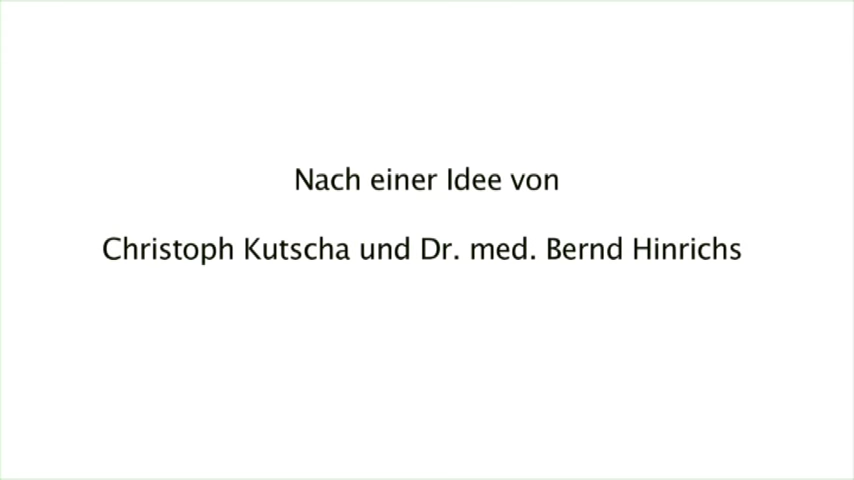 Nach einer Idee von
Christoph Kutscha und Dr. med. Bernd Hinrichs